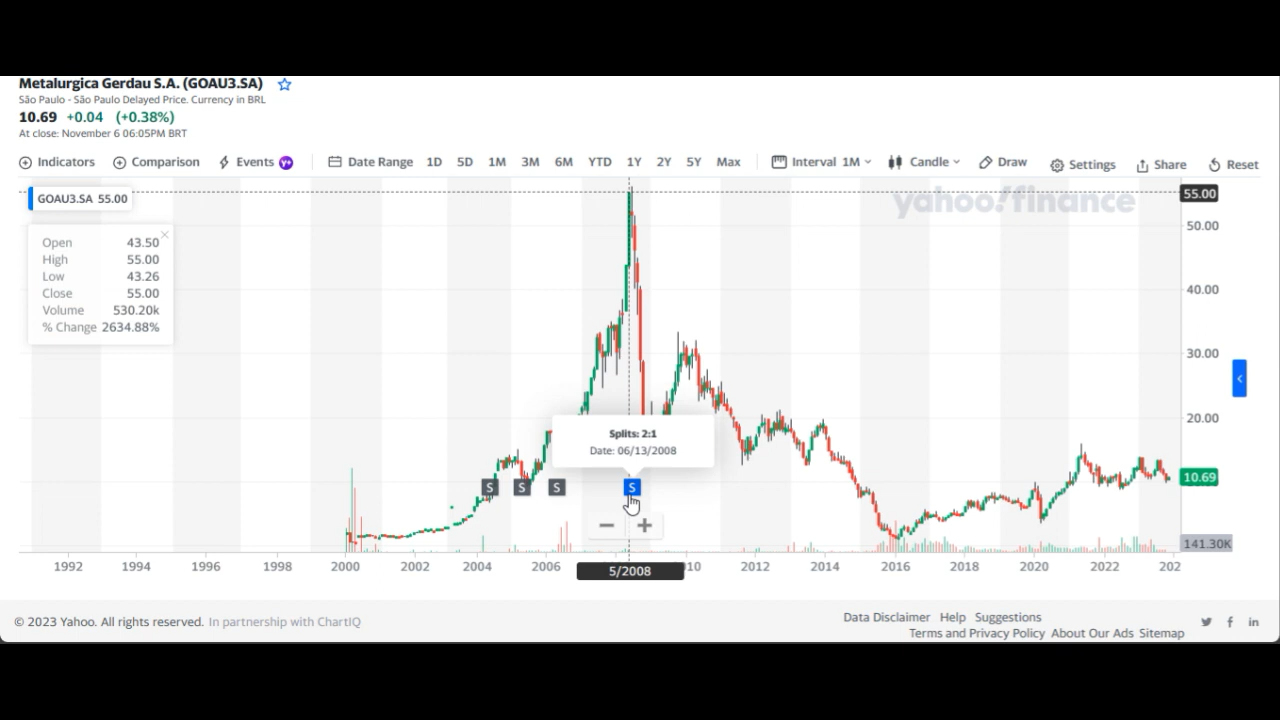 Metalurgica Gerdau S.A. (GOAU3.SA)
São Paulo - São Paulo Delayed Price. Currency in BRL
10.69 +0.04 (+0.38%)
At close: November 6 06:05PM BRT
Indicators Comparison Events Y+ Date Range 1D 5D 1M 3M 6M YTD 1Y 2Y 5Y Max Interval 1M Candle Draw Settings Share Reset
GOAU3.SA 55.00
yahoo!finance
55.00
50.00
Open 43.50
High 55.00
Low 43.26
Close 55.00
Volume 530.20k
% Change 2634.88%
40.00
30.00
20.00
Splits: 2:1
Date: 06/13/2008
10.69
S S S S
141.30K
1992 1994 1996 1998 2000 2002 2004 2006 5/2008 10 2012 2014 2016 2018 2020 2022 202
© 2023 Yahoo. All rights reserved. In partnership with ChartIQ
Data Disclaimer Help Suggestions
Terms and Privacy Policy About Our Ads Sitemap